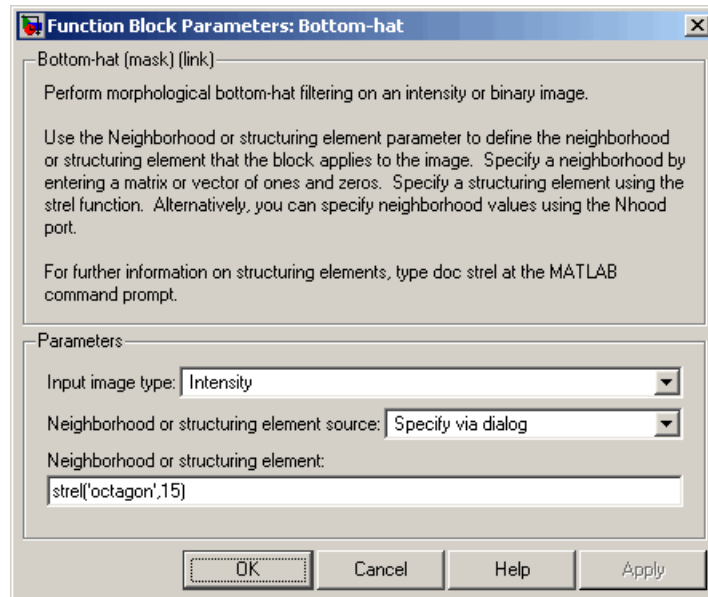 Function Block Parameters: Bottom-hat
Bottom-hat (mask) (link)
Perform morphological bottom-hat filtering on an intensity or binary image.
Use the Neighborhood or structuring element parameter to define the neighborhood
or structuring element that the block applies to the image.  Specify a neighborhood by
entering a matrix or vector of ones and zeros.  Specify a structuring element using the
strel function.  Alternatively, you can specify neighborhood values using the Nhood
port.
For further information on structuring elements, type doc strel at the MATLAB
command prompt.
Parameters
Input image type: Intensity
Neighborhood or structuring element source: Specify via dialog
Neighborhood or structuring element:
strel('octagon',15)
OK Cancel Help Apply